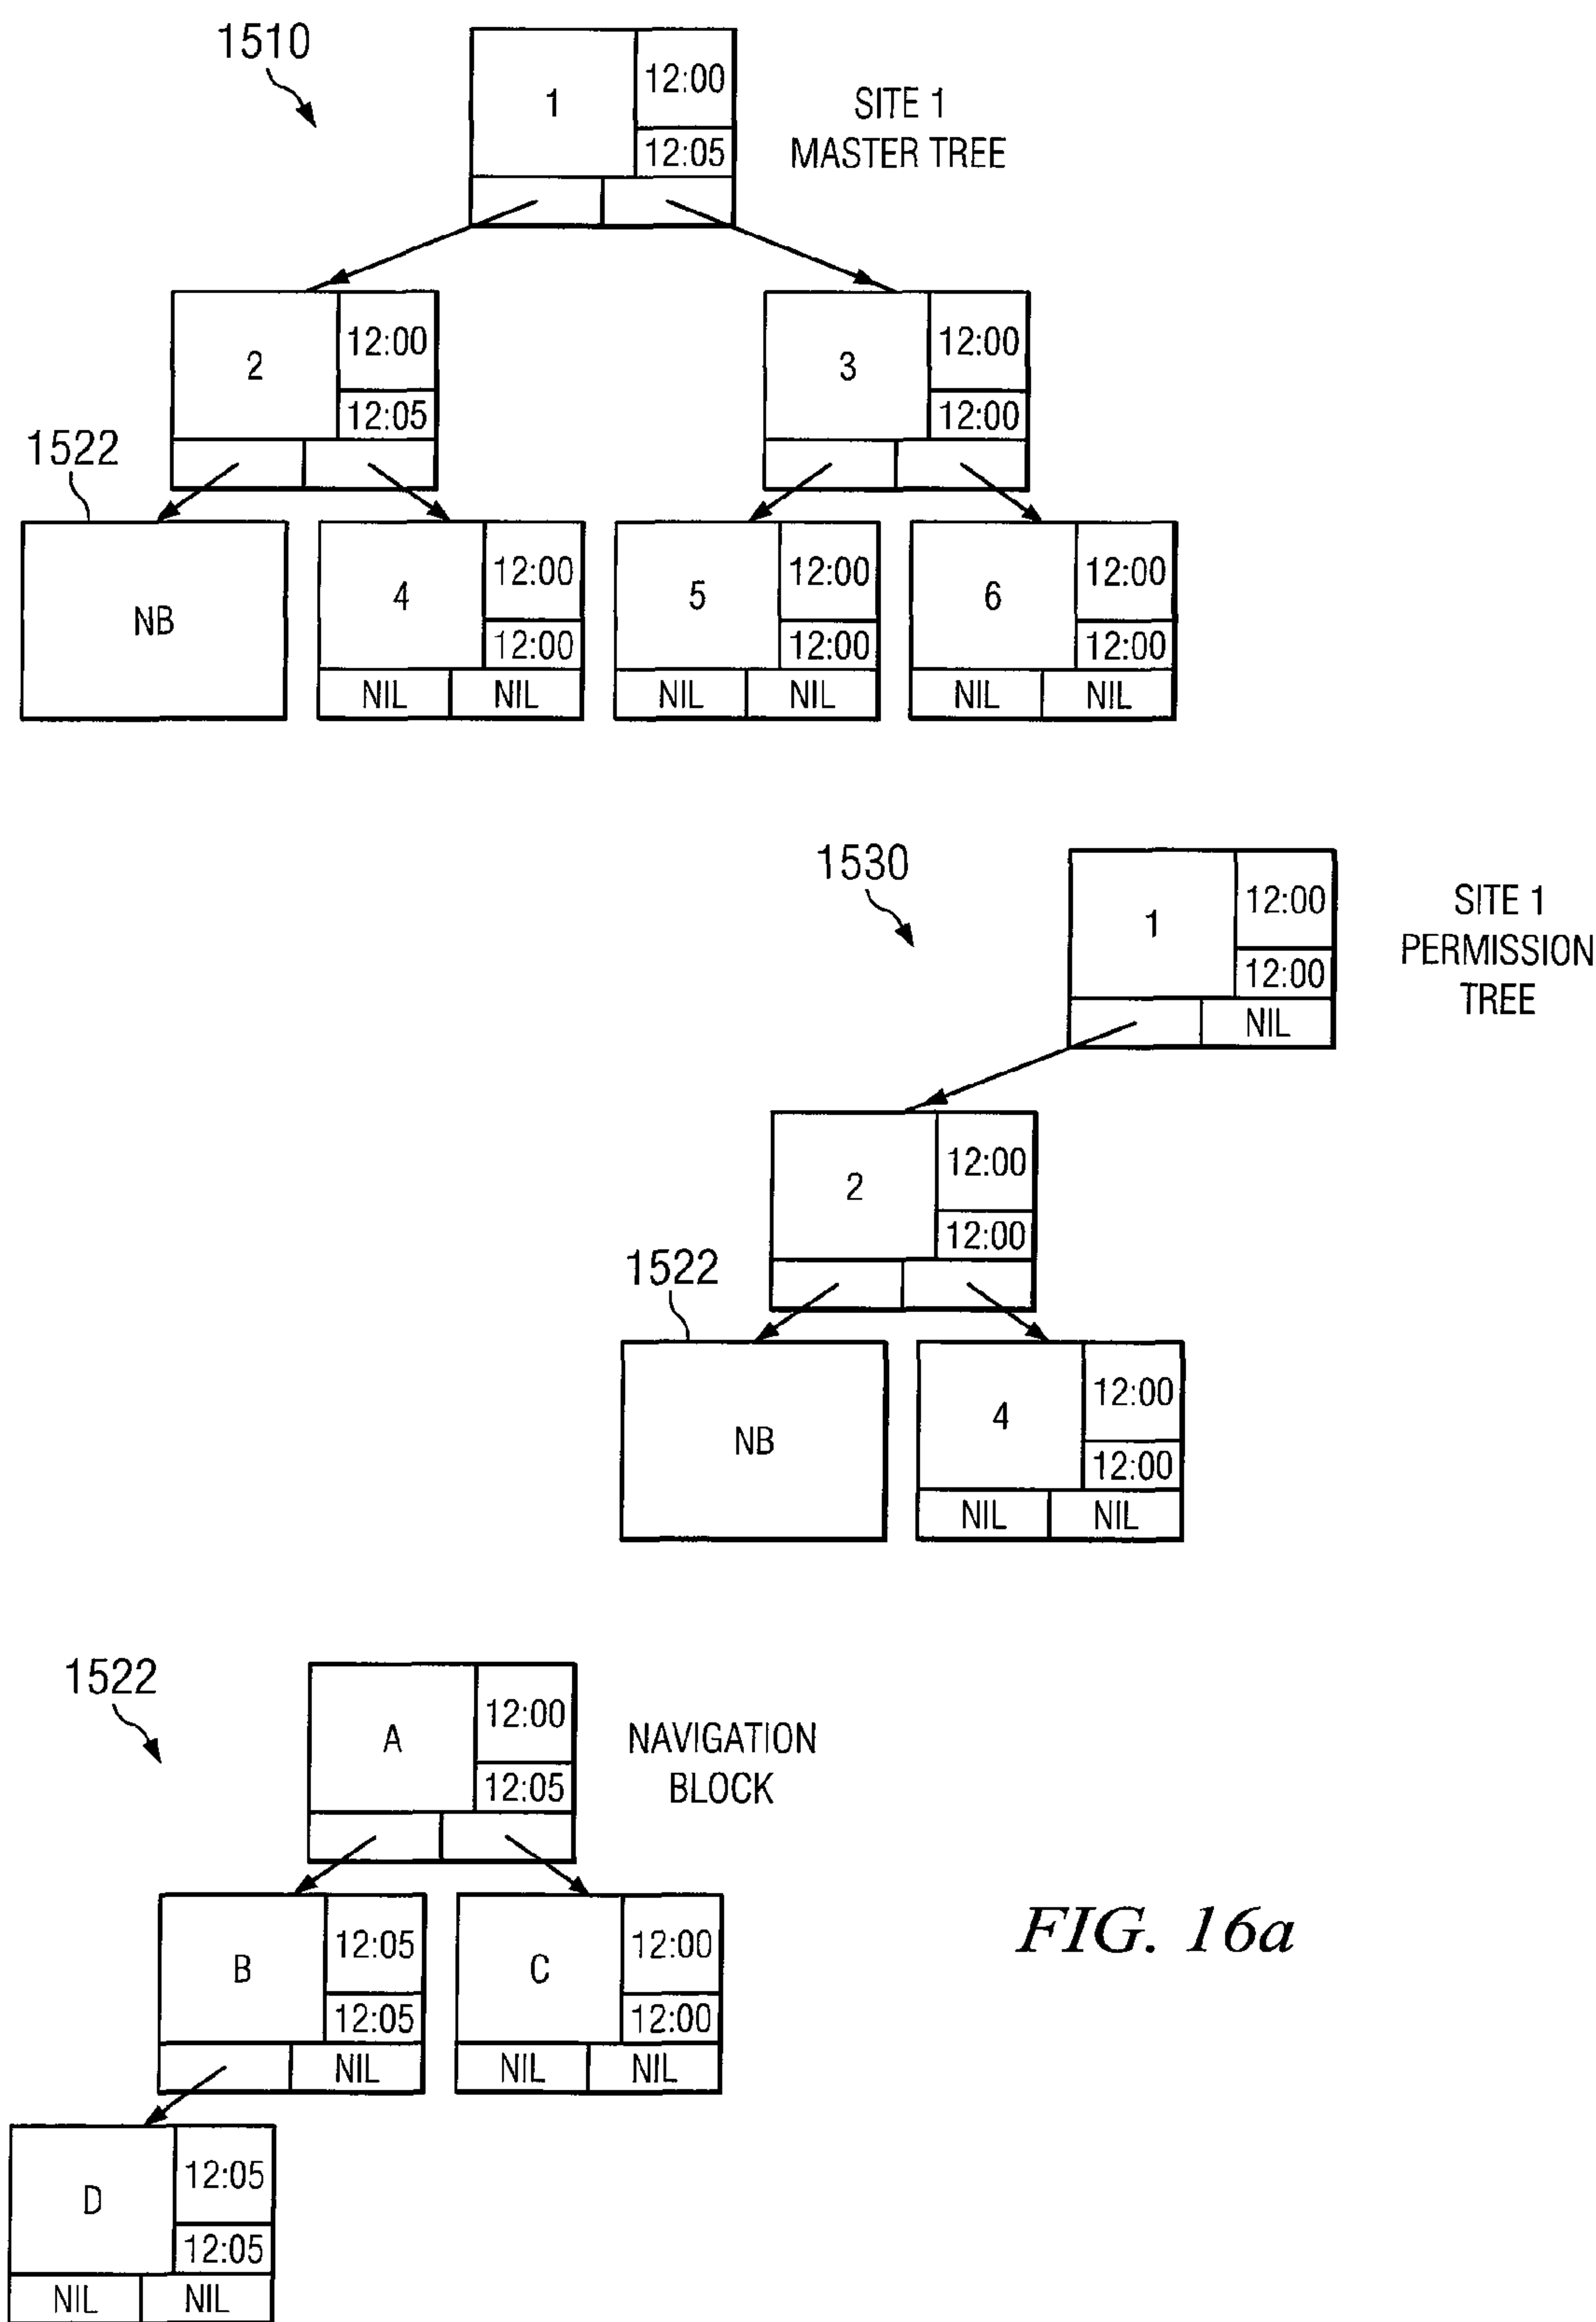 1510
1
12:00
12:05
SITE 1
MASTER TREE
2
12:00
12:05
3
12:00
12:00
1522
NB
4
12:00
12:00
NIL
NIL
5
12:00
12:00
NIL
NIL
6
12:00
12:00
NIL
NIL
1530
1
12:00
12:00
NIL
SITE 1
PERMISSION
TREE
2
12:00
12:00
1522
NB
4
12:00
12:00
NIL
NIL
1522
A
12:00
12:05
NAVIGATION
BLOCK
B
12:05
12:05
NIL
C
12:00
12:00
NIL
NIL
D
12:05
12:05
NIL
NIL
FIG. 16a